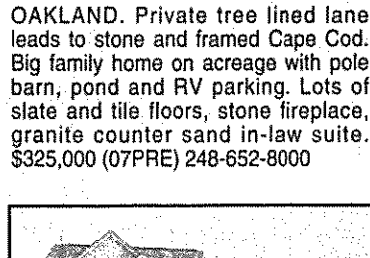 OAKLAND. Private tree lined lane
leads to stone and framed Cape Cod.
Big family home on acreage with pole
barn, pond and RV parking. Lots of
slate and tile floors, stone fireplace,
granite counter sand in-law suite.
$325,000 (07PRE) 248-652-8000